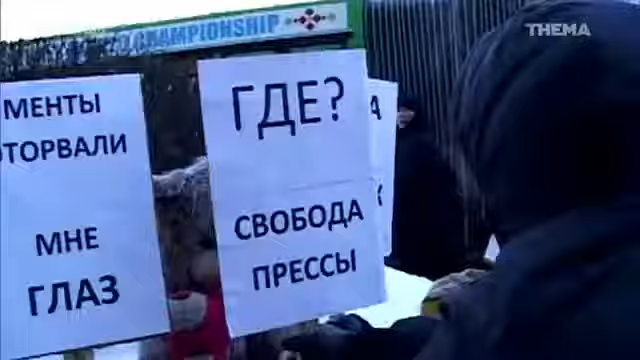 THEMA
CHAMPIONSHIP
МЕНТЫ
ОТОРВАЛИ
МНЕ
ГЛАЗ
ГДЕ?
СВОБОДА
ПРЕССЫ